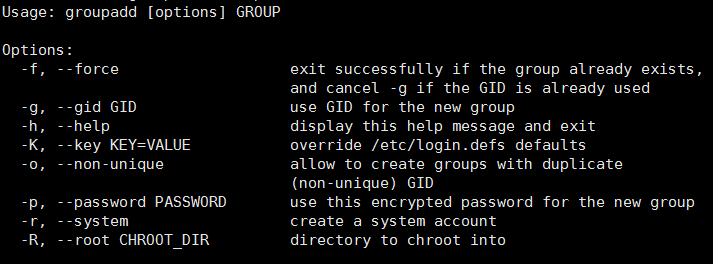 Usage: groupadd [options] GROUP
Options:
-f, --force                   exit successfully if the group already exists,
                              and cancel -g if the GID is already used
-g, --gid GID                 use GID for the new group
-h, --help                    display this help message and exit
-K, --key KEY=VALUE           override /etc/login.defs defaults
-o, --non-unique              allow to create groups with duplicate
                              (non-unique) GID
-p, --password PASSWORD       use this encrypted password for the new group
-r, --system                  create a system account
-R, --root CHROOT_DIR         directory to chroot into